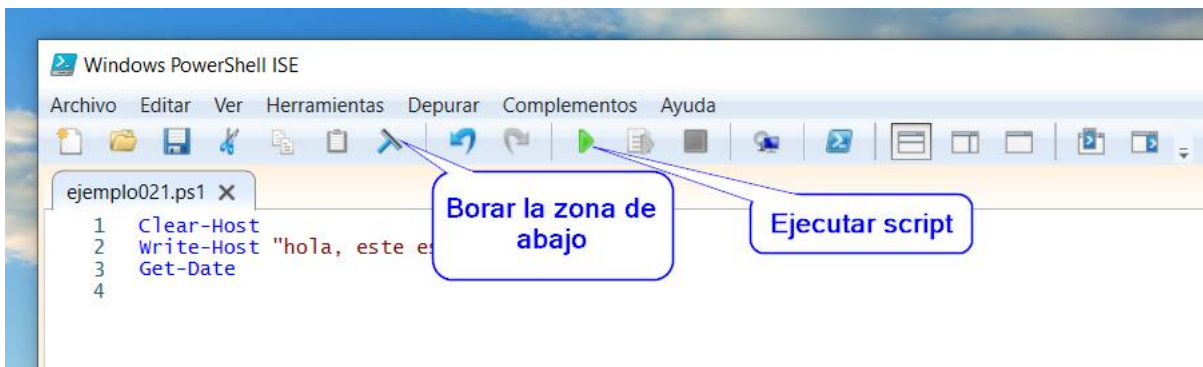 Windows PowerShell ISE
Archivo Editar Ver Herramientas Depurar Complementos Ayuda
ejemplo021.ps1
Borar la zona de
abajo
Ejecutar script
1 Clear-Host
2 Write-Host "hola, este es
3 Get-Date
4